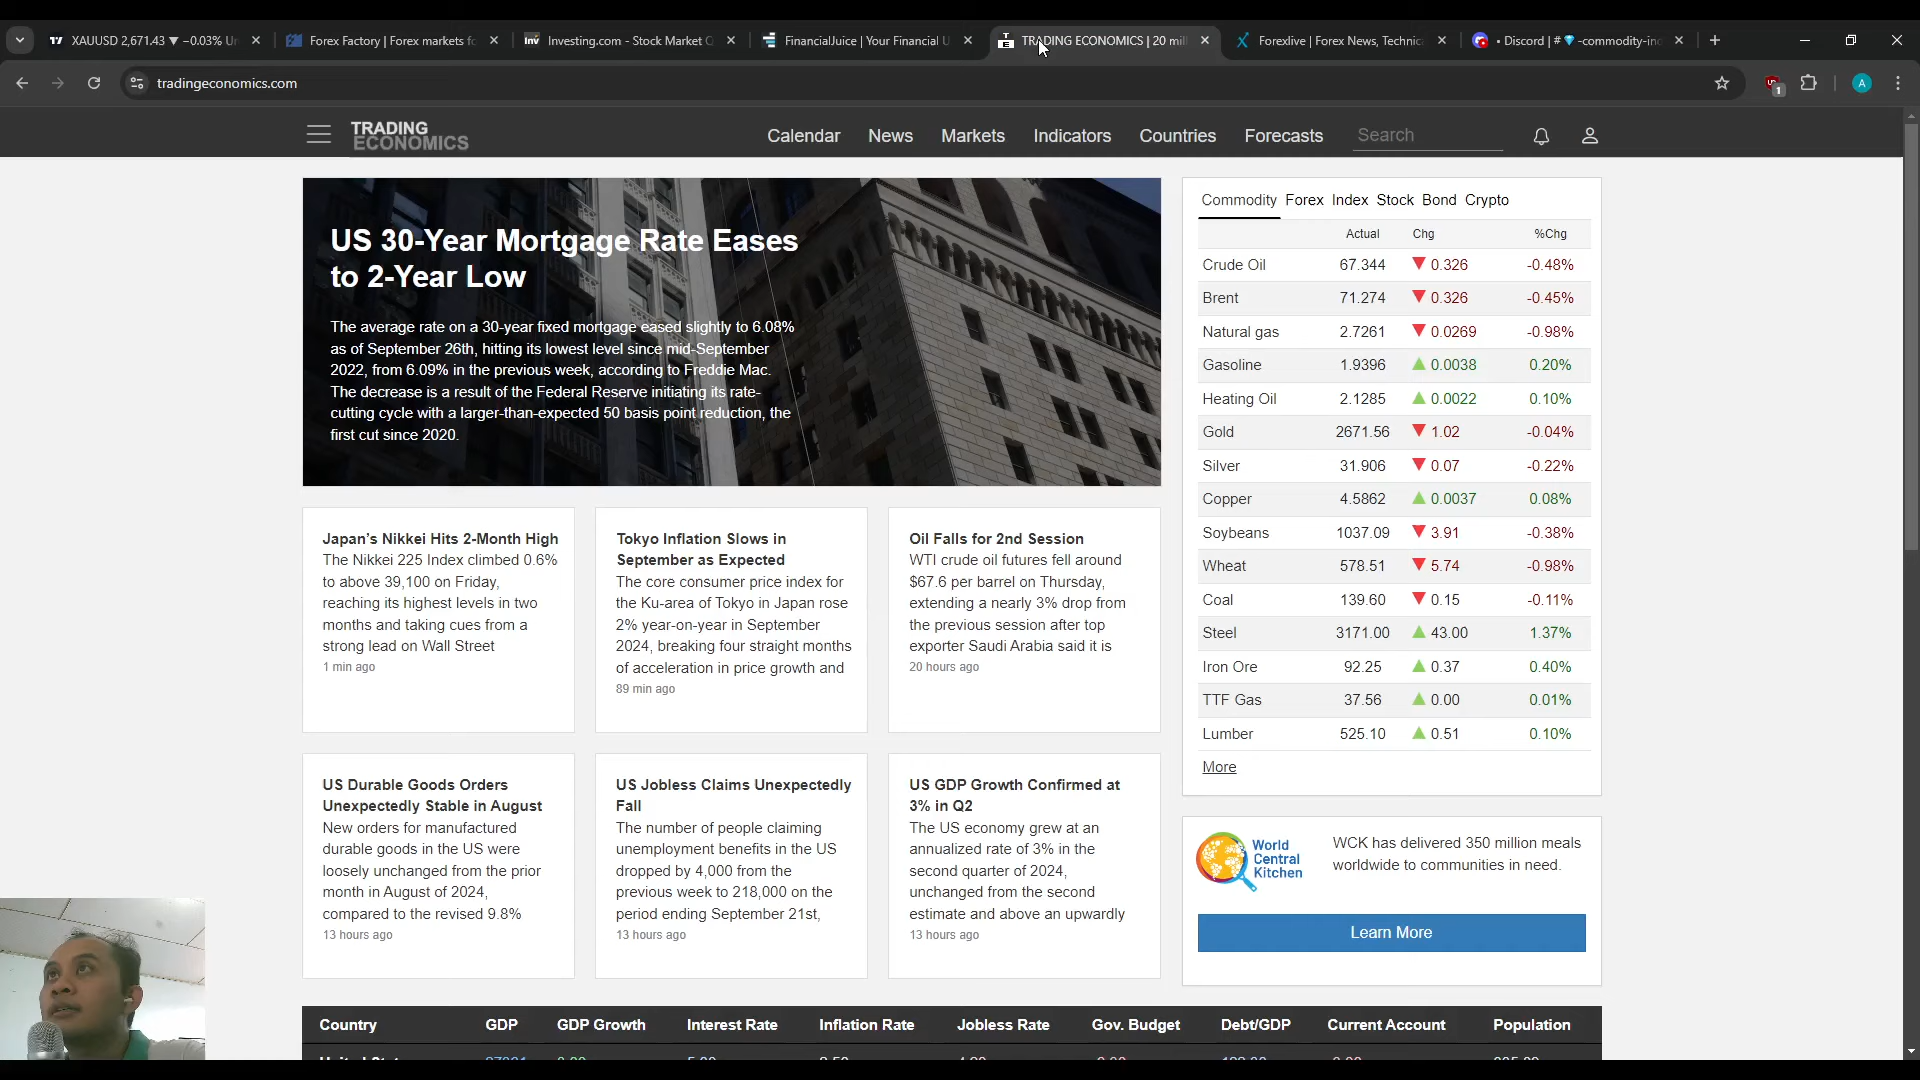 XAUUSD 2,671.43 ▼ −0.03% Un
Forex Factory | Forex markets fo
Investing.com - Stock Market Q
FinancialJuice | Your Financial U
TRADING ECONOMICS | 20 mil
Forexlive | Forex News, Technic
• Discord | # 💎 -commodity-in
tradingeconomics.com
1
A
TRADING
ECONOMICS
Calendar
News
Markets
Indicators
Countries
Forecasts
Search
US 30-Year Mortgage Rate Eases
to 2-Year Low
The average rate on a 30-year fixed mortgage eased slightly to 6.08%
as of September 26th, hitting its lowest level since mid-September
2022, from 6.09% in the previous week, according to Freddie Mac.
The decrease is a result of the Federal Reserve initiating its rate-
cutting cycle with a larger-than-expected 50 basis point reduction, the
first cut since 2020.
Japan's Nikkei Hits 2-Month High
The Nikkei 225 Index climbed 0.6%
to above 39,100 on Friday,
reaching its highest levels in two
months and taking cues from a
strong lead on Wall Street
1 min ago
Tokyo Inflation Slows in
September as Expected
The core consumer price index for
the Ku-area of Tokyo in Japan rose
2% year-on-year in September
2024, breaking four straight months
of acceleration in price growth and
89 min ago
Oil Falls for 2nd Session
WTI crude oil futures fell around
$67.6 per barrel on Thursday,
extending a nearly 3% drop from
the previous session after top
exporter Saudi Arabia said it is
20 hours ago
US Durable Goods Orders
Unexpectedly Stable in August
New orders for manufactured
durable goods in the US were
loosely unchanged from the prior
month in August of 2024,
compared to the revised 9.8%
13 hours ago
US Jobless Claims Unexpectedly
Fall
The number of people claiming
unemployment benefits in the US
dropped by 4,000 from the
previous week to 218,000 on the
period ending September 21st,
13 hours ago
US GDP Growth Confirmed at
3% in Q2
The US economy grew at an
annualized rate of 3% in the
second quarter of 2024,
unchanged from the second
estimate and above an upwardly
13 hours ago
Commodity Forex Index Stock Bond Crypto
Actual Chg %Chg
Crude Oil 67.344 ▼ 0.326 -0.48%
Brent 71.274 ▼ 0.326 -0.45%
Natural gas 2.7261 ▼ 0.0269 -0.98%
Gasoline 1.9396 ▲ 0.0038 0.20%
Heating Oil 2.1285 ▲ 0.0022 0.10%
Gold 2671.56 ▼ 1.02 -0.04%
Silver 31.906 ▼ 0.07 -0.22%
Copper 4.5862 ▲ 0.0037 0.08%
Soybeans 1037.09 ▼ 3.91 -0.38%
Wheat 578.51 ▼ 5.74 -0.98%
Coal 139.60 ▼ 0.15 -0.11%
Steel 3171.00 ▲ 43.00 1.37%
Iron Ore 92.25 ▲ 0.37 0.40%
TTF Gas 37.56 ▲ 0.00 0.01%
Lumber 525.10 ▲ 0.51 0.10%
More
World
Central
Kitchen
WCK has delivered 350 million meals
worldwide to communities in need.
Learn More
Country GDP GDP Growth Interest Rate Inflation Rate Jobless Rate Gov. Budget Debt/GDP Current Account Population